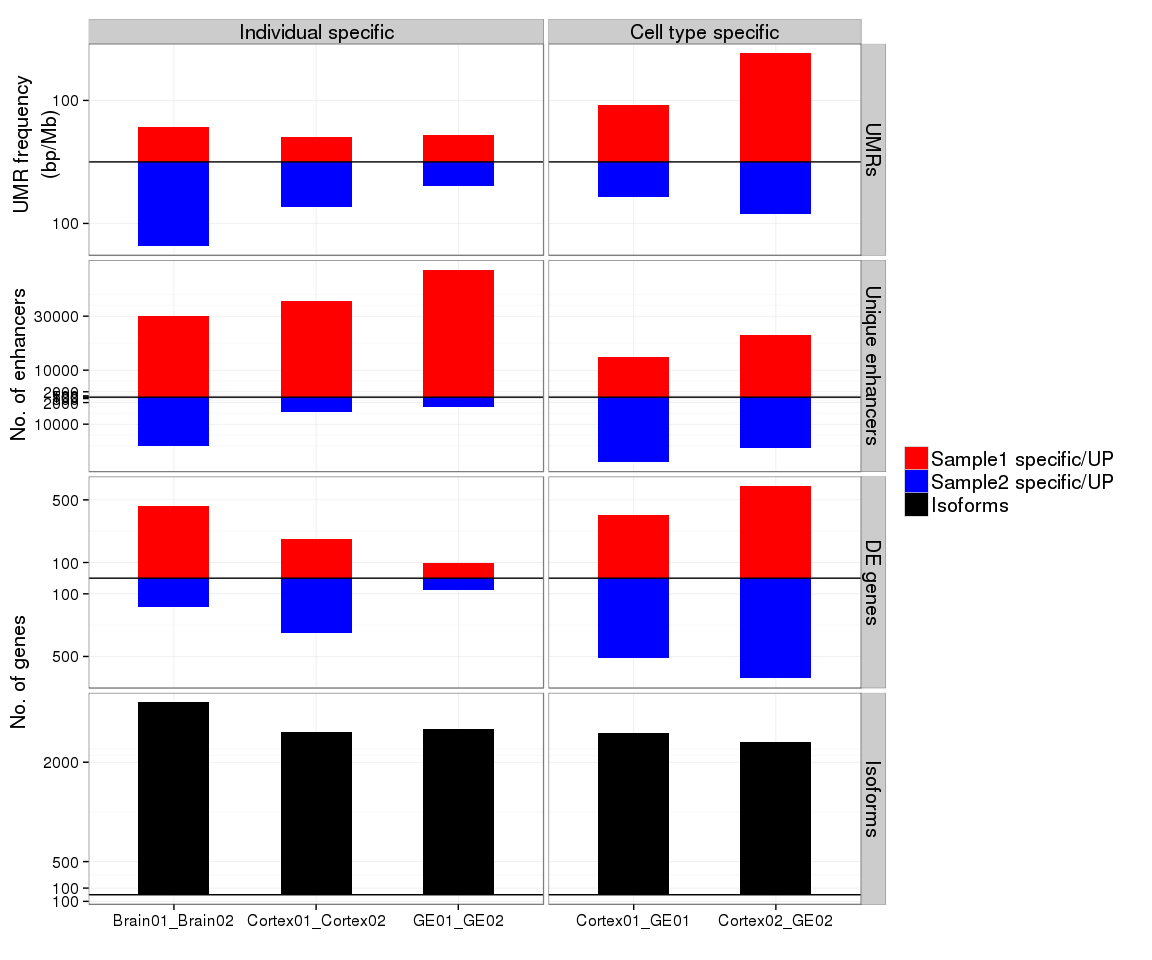 Individual specific
Cell type specific
UMR frequency
(bp/Mb)
100
100
UMRs
No. of enhancers
30000
10000
2000
2000
10000
Unique enhancers
No. of genes
500
100
100
500
DE genes
2000
500
100
100
Isoforms
Brain01_Brain02
Cortex01_Cortex02
GE01_GE02
Cortex01_GE01
Cortex02_GE02
Sample1 specific/UP
Sample2 specific/UP
Isoforms